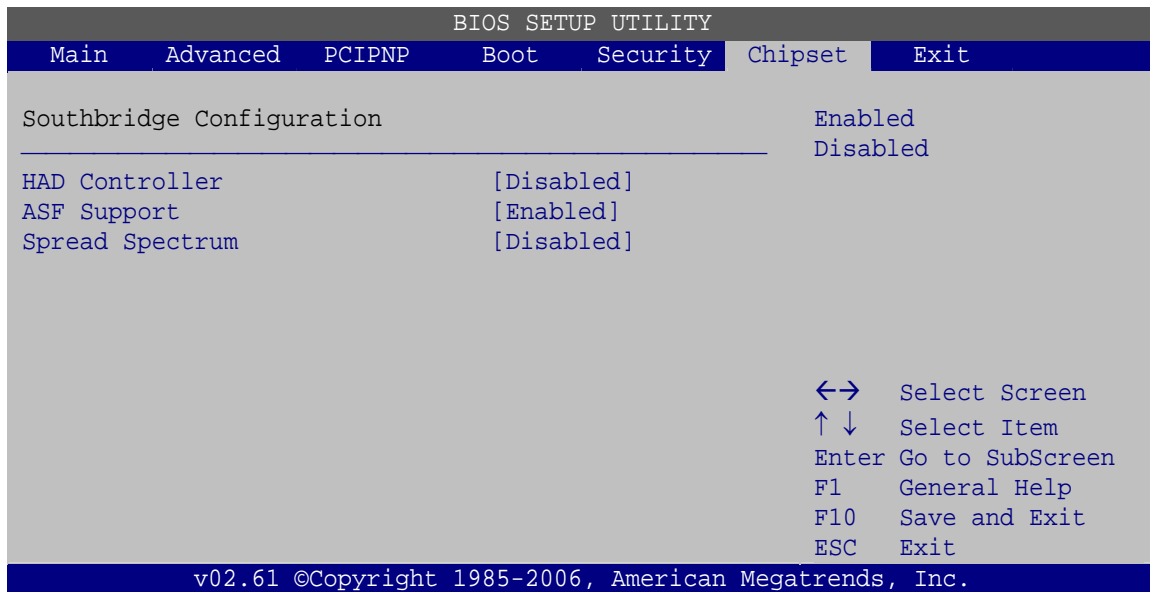 BIOS SETUP UTILITY
Main Advanced PCIPNP Boot Security Chipset Exit
Southbridge Configuration
HAD Controller [Disabled]
ASF Support [Enabled]
Spread Spectrum [Disabled]
Enabled
Disabled
←→ Select Screen
↑ ↓ Select Item
Enter Go to SubScreen
F1 General Help
F10 Save and Exit
ESC Exit
v02.61 ©Copyright 1985-2006, American Megatrends, Inc.